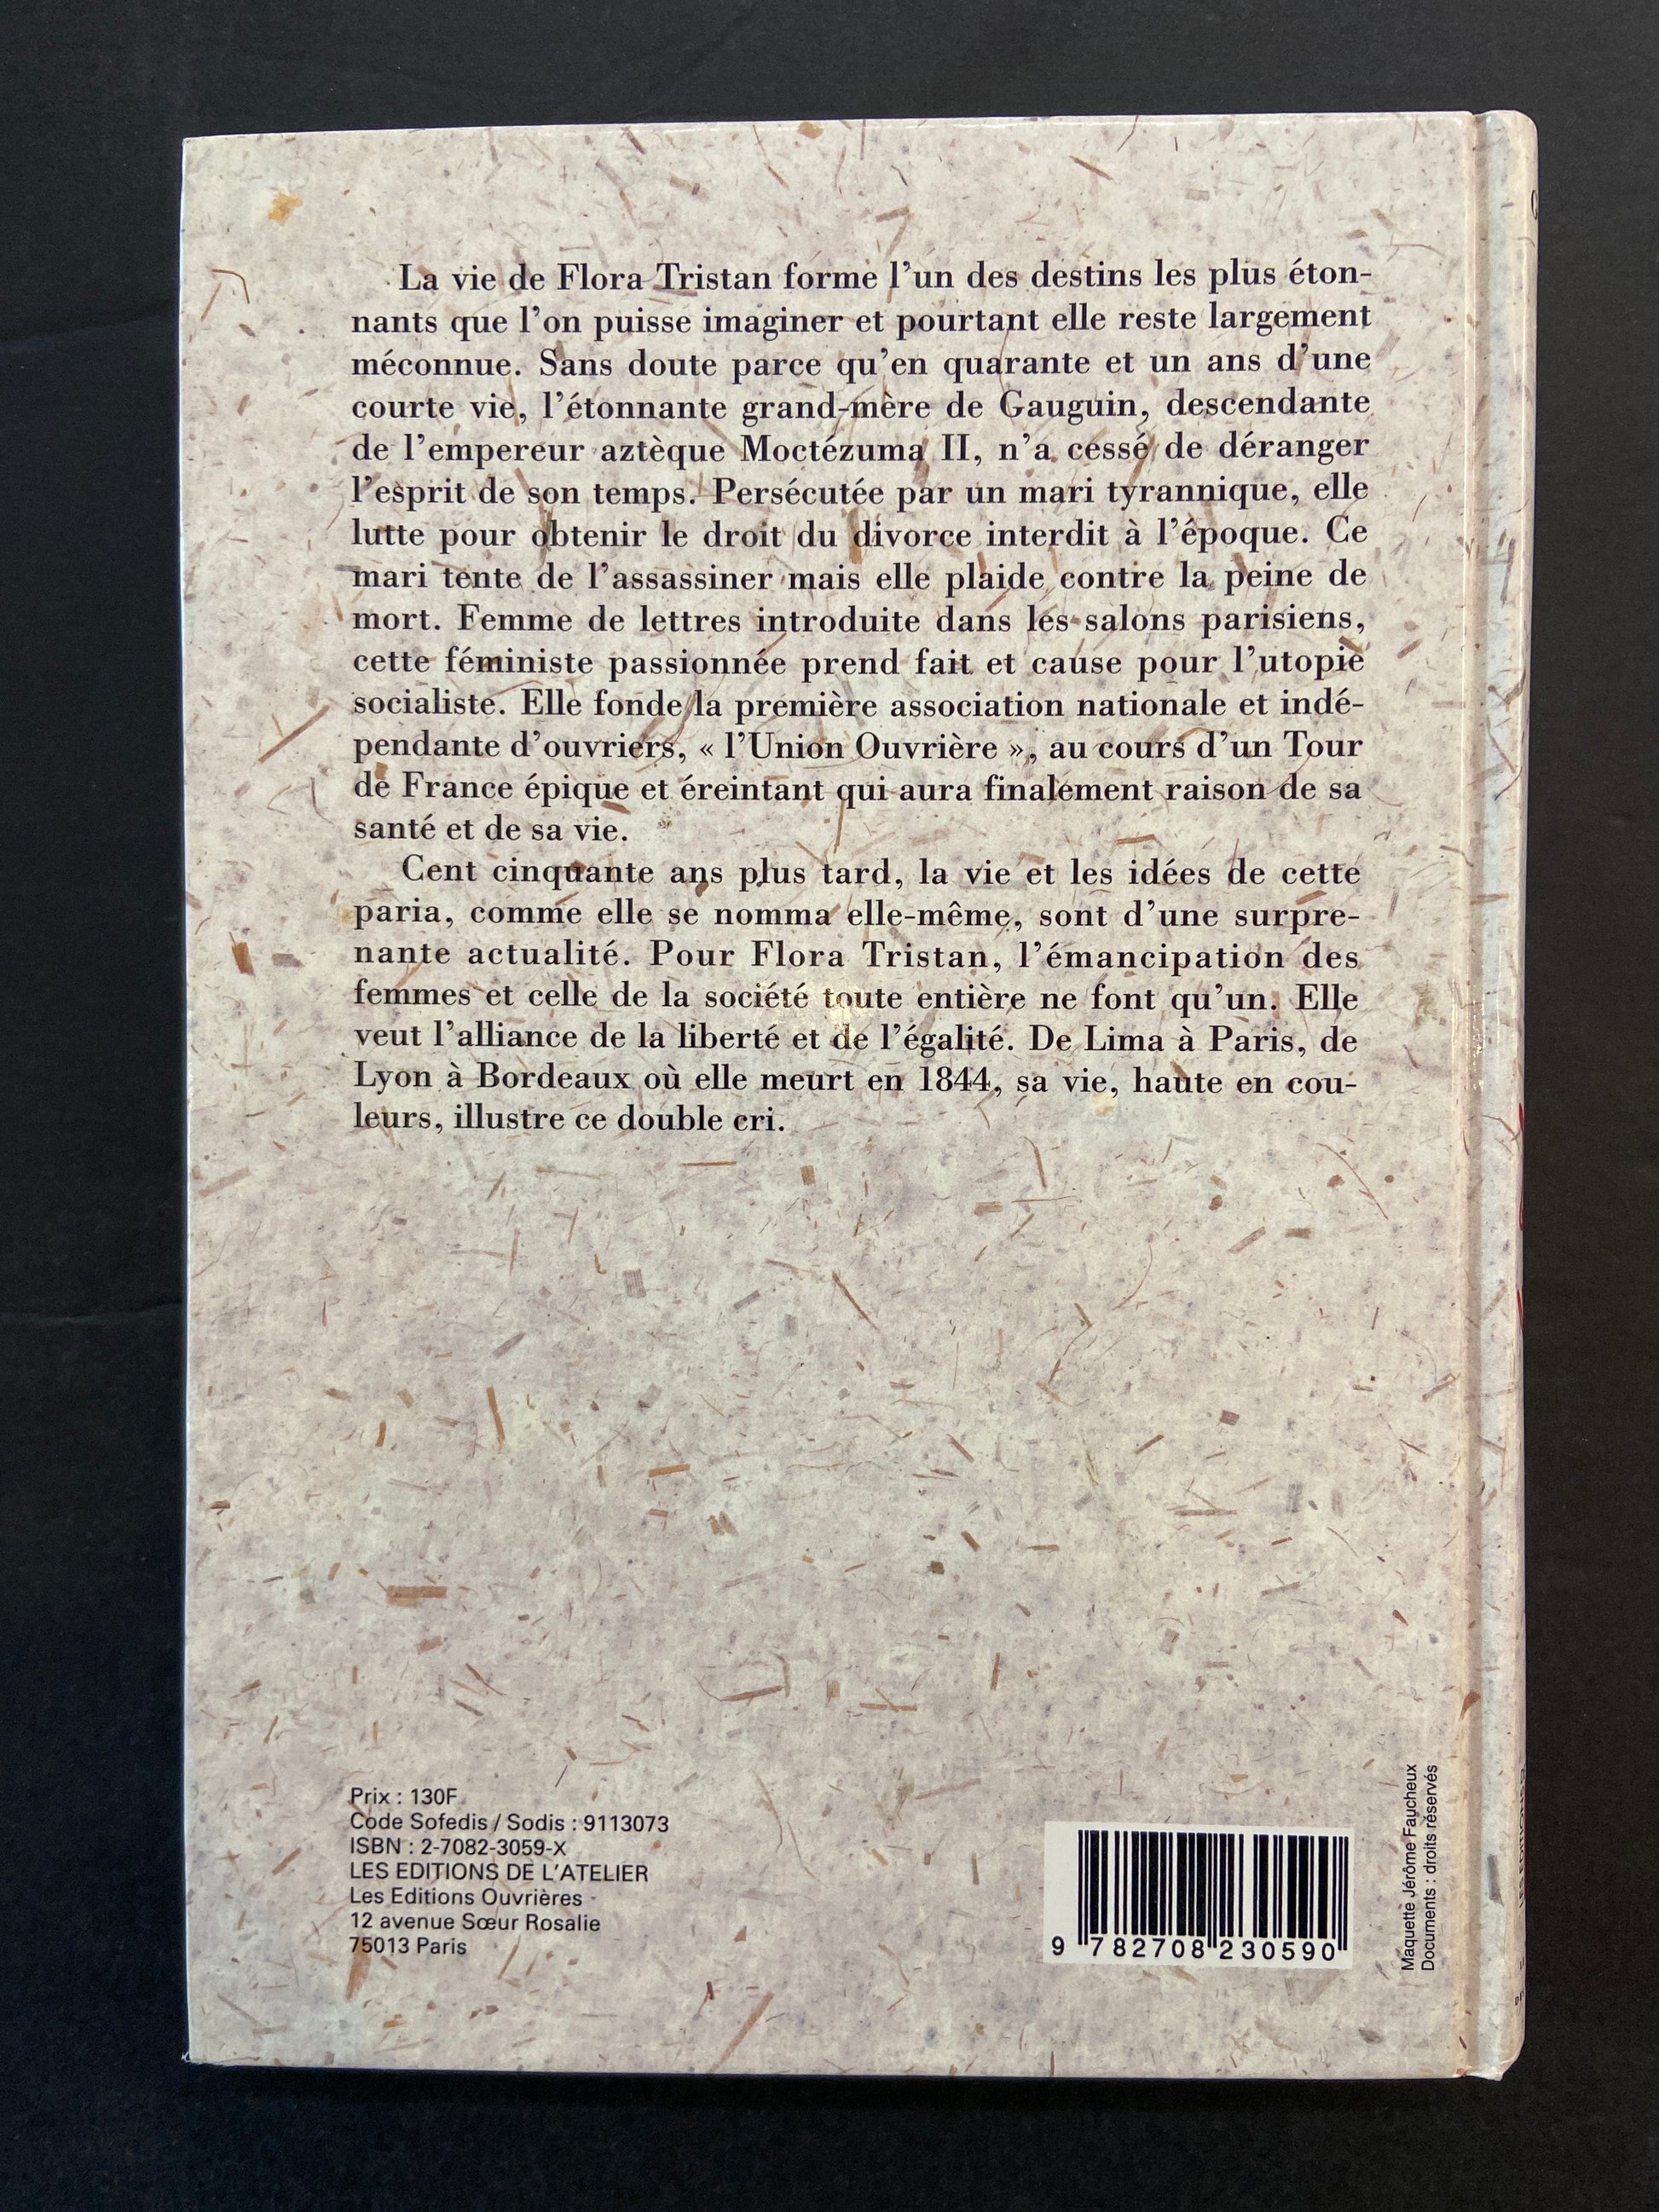 La vie de Flora Tristan forme l'un des destins les plus éton-
nants que l'on puisse imaginer et pourtant elle reste largement
méconnue. Sans doute parce qu'en quarante et un ans d'une
courte vie, l'étonnante grand-mère de Gauguin, descendante
de l'empereur aztèque Moctézuma II, n'a cessé de déranger
l'esprit de son temps. Persécutée par un mari tyrannique, elle
lutte pour obtenir le droit du divorce interdit à l'époque. Ce
mari tente de l'assassiner mais elle plaide contre la peine de
mort. Femme de lettres introduite dans les salons parisiens,
cette féministe passionnée prend fait et cause pour l'utopie
socialiste. Elle fonde la première association nationale et indé-
pendante d'ouvriers, « l'Union Ouvrière », au cours d'un Tour
de France épique et éreintant qui aura finalement raison de sa
santé et de sa vie.
Cent cinquante ans plus tard, la vie et les idées de cette
paria, comme elle se nomma elle-même, sont d'une surpre-
nante actualité. Pour Flora Tristan, l'émancipation des
femmes et celle de la société toute entière ne font qu'un. Elle
veut l'alliance de la liberté et de l'égalité. De Lima à Paris, de
Lyon à Bordeaux où elle meurt en 1844, sa vie, haute en cou-
leurs, illustre ce double cri.
Prix : 130F
Code Sofedis / Sodis : 9113073
ISBN : 2-7082-3059-X
LES EDITIONS DE L'ATELIER
Les Editions Ouvrières
12 avenue Sœur Rosalie
75013 Paris
9 782708 230590
Maquette Jérôme Faucheux
Documents : droits réservés